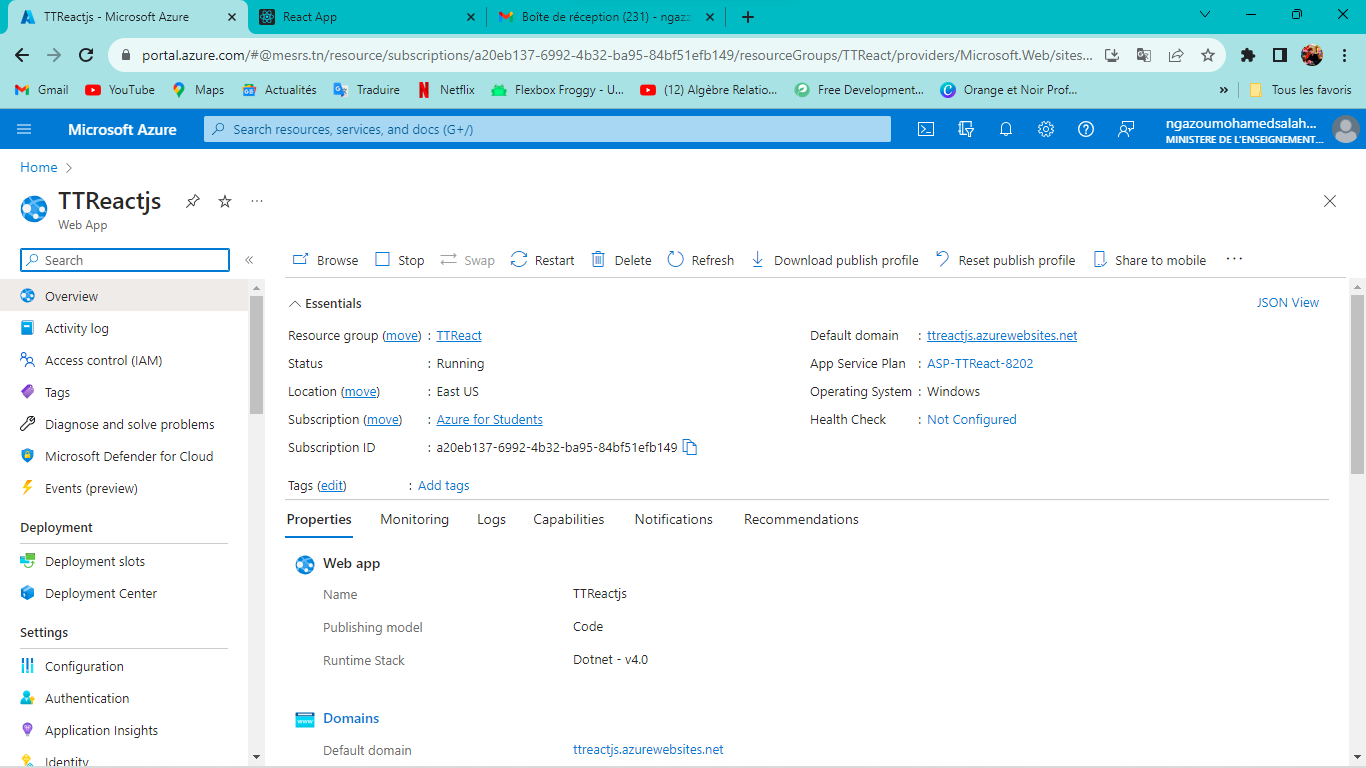 TTReactjs - Microsoft Azure
React App
Boîte de réception (231) - ngazz
portal.azure.com/#@mesrs.tn/resource/subscriptions/a20eb137-6992-4b32-ba95-84bf51efb149/resourceGroups/TTReact/providers/Microsoft.Web/sites...
Gmail YouTube Maps Actualités Traduire Netflix Flexbox Froggy - U... (12) Algèbre Relatio... Free Development... Orange et Noir Prof... » Tous les favoris
Microsoft Azure
Search resources, services, and docs (G+/)
ngazoumohamedsalah...
MINISTERE DE L'ENSEIGNEMENT...
Home
TTReactjs
Web App
Search
«
Overview
Activity log
Access control (IAM)
Tags
Diagnose and solve problems
Microsoft Defender for Cloud
Events (preview)
Deployment
Deployment slots
Deployment Center
Settings
Configuration
Authentication
Application Insights
Identity
Browse Stop Swap Restart Delete Refresh Download publish profile Reset publish profile Share to mobile ...
Essentials
JSON View
Resource group (move) : TTReact
Status : Running
Location (move) : East US
Subscription (move) : Azure for Students
Subscription ID : a20eb137-6992-4b32-ba95-84bf51efb149
Default domain : ttreactjs.azurewebsites.net
App Service Plan : ASP-TTReact-8202
Operating System : Windows
Health Check : Not Configured
Tags (edit) : Add tags
Properties Monitoring Logs Capabilities Notifications Recommendations
Web app
Name TTReactjs
Publishing model Code
Runtime Stack Dotnet - v4.0
www
Domains
Default domain ttreactjs.azurewebsites.net